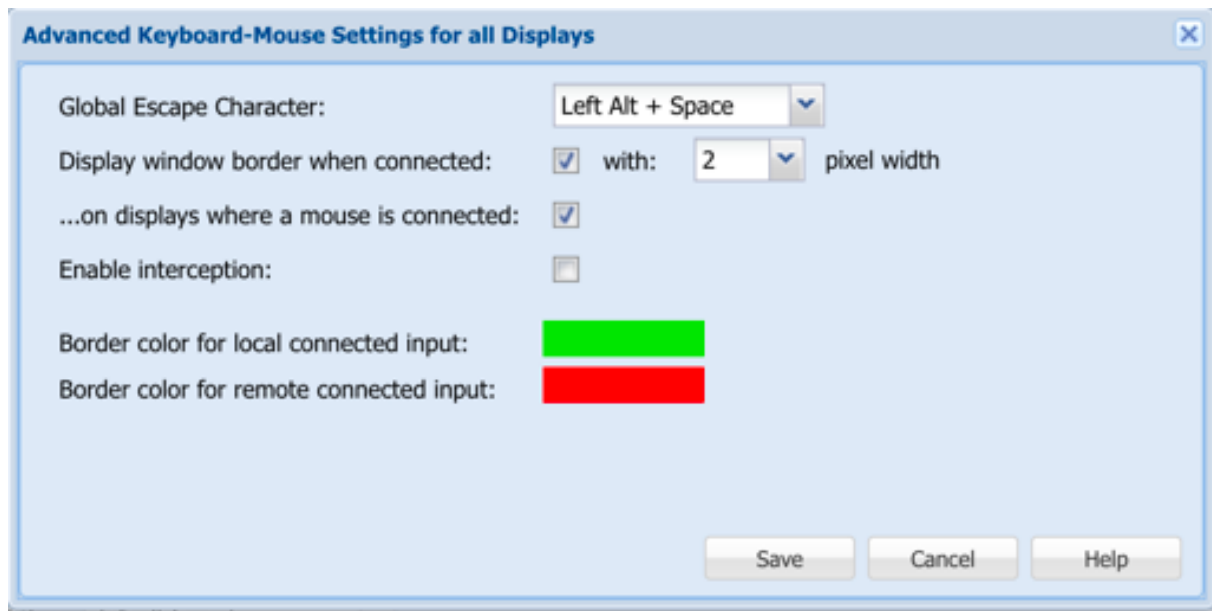 Advanced Keyboard-Mouse Settings for all Displays
Global Escape Character: Left Alt + Space
Display window border when connected: with: 2 pixel width
...on displays where a mouse is connected:
Enable interception:
Border color for local connected input:
Border color for remote connected input:
Save Cancel Help